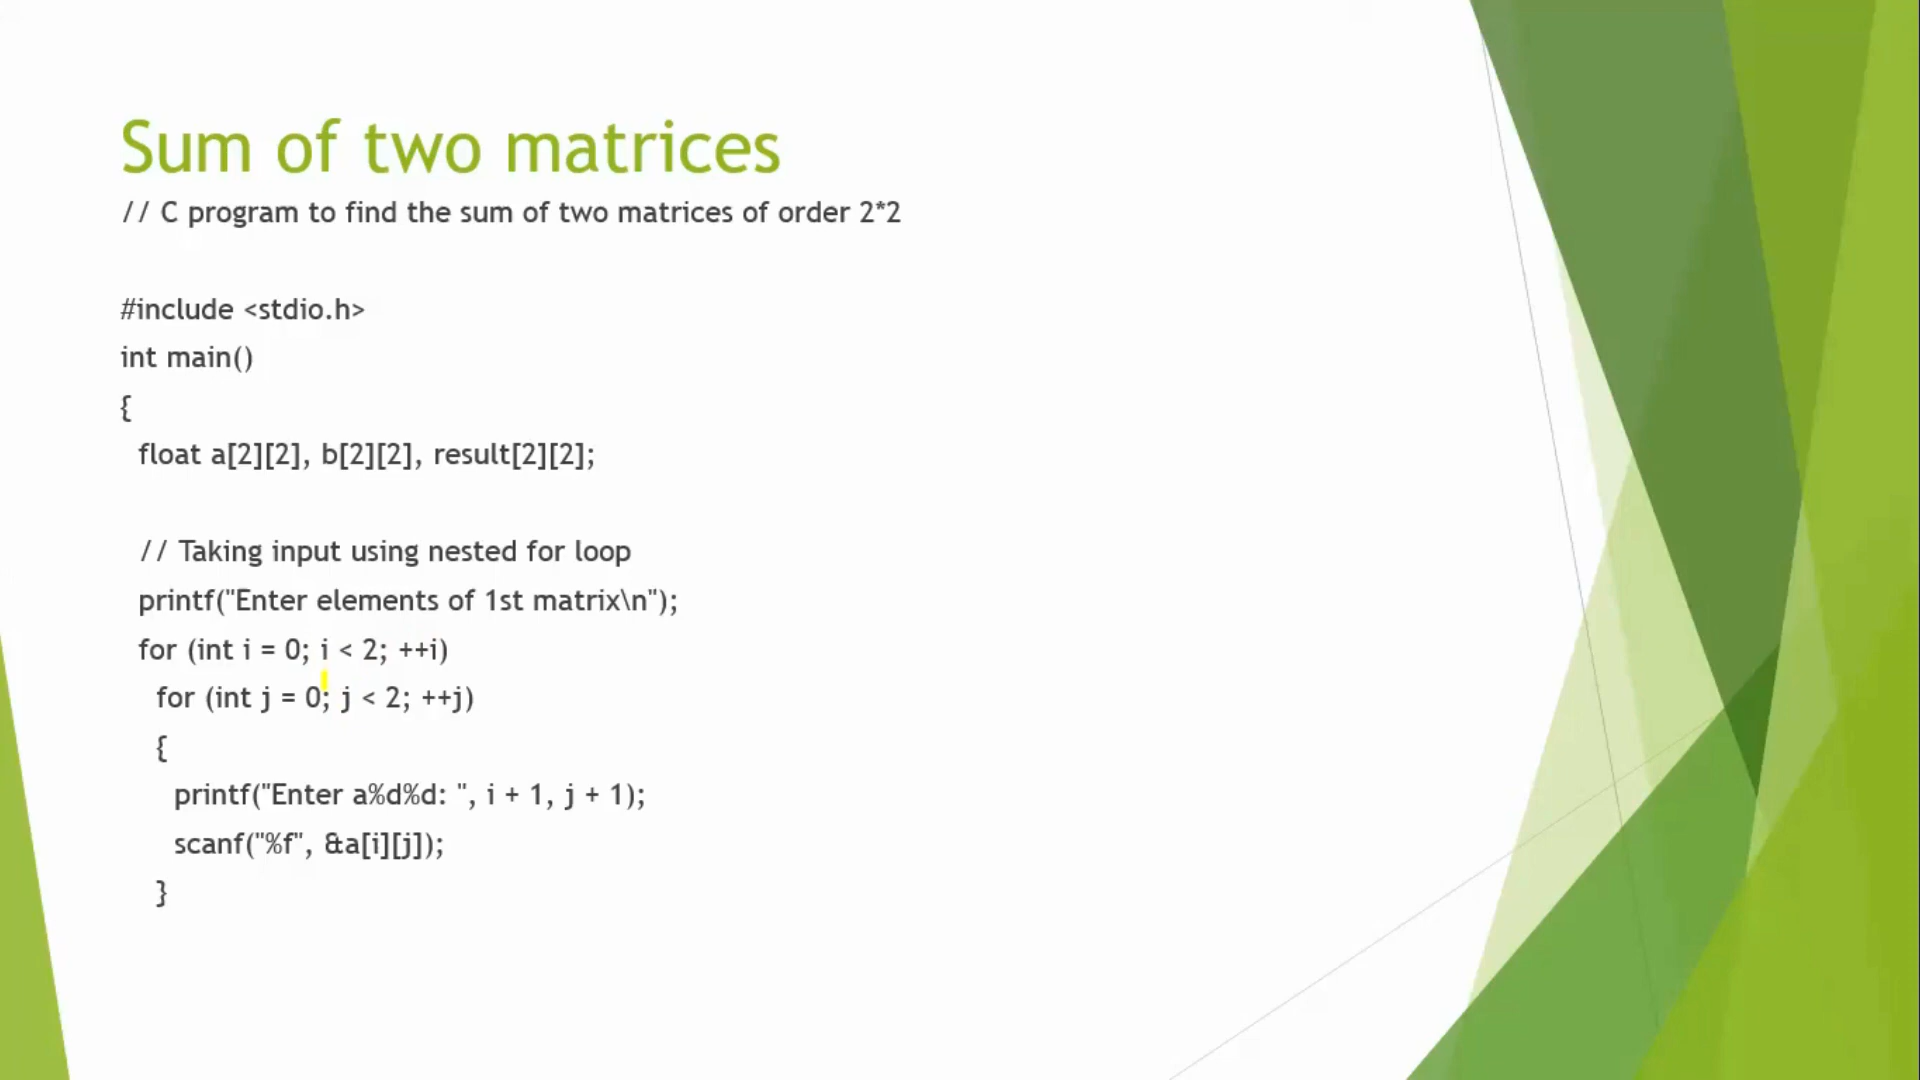 Sum of two matrices
// C program to find the sum of two matrices of order 2*2
#include <stdio.h>
int main()
{
float a[2][2], b[2][2], result[2][2];
// Taking input using nested for loop
printf("Enter elements of 1st matrix\n");
for (int i = 0; i < 2; ++i)
for (int j = 0; j < 2; ++j)
{
printf("Enter a%d%d: ", i + 1, j + 1);
scanf("%f", &a[i][j]);
}